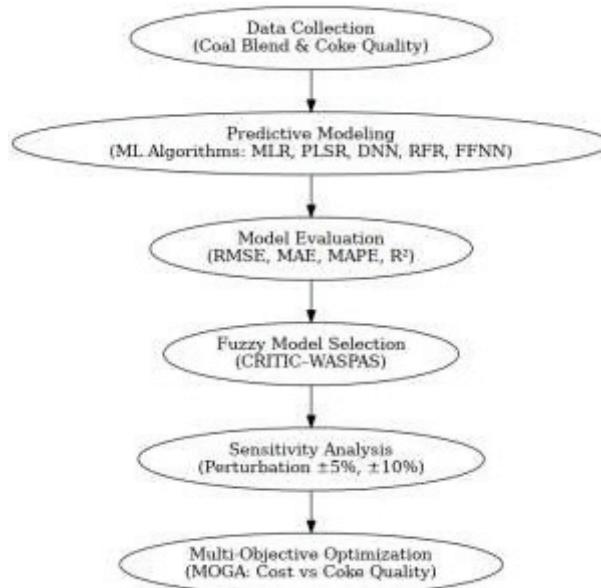 Data Collection
(Coal Blend & Coke Quality)
Predictive Modeling
(ML Algorithms: MLR, PLSR, DNN, RFR, FFNN)
Model Evaluation
(RMSE, MAE, MAPE, R²)
Fuzzy Model Selection
(CRITIC–WASPAS)
Sensitivity Analysis
(Perturbation ±5%, ±10%)
Multi-Objective Optimization
(MOGA: Cost vs Coke Quality)